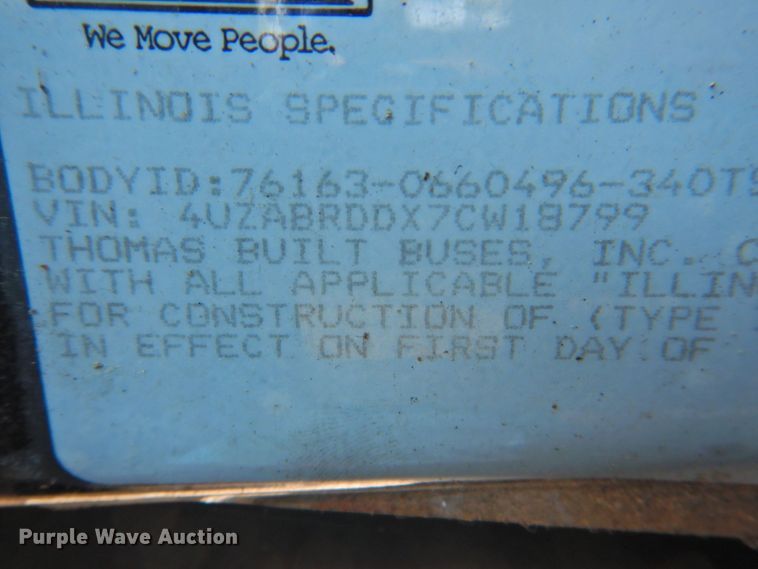 We Move People.
ILLINOIS SPECIFICATIONS
BODYID:76163-0660496-340TS
VIN: 4UZABRDDX7CW18799
THOMAS BUILT BUSES, INC. C
WITH ALL APPLICABLE "ILLIN
FOR CONSTRUCTION OF (TYPE
IN EFFECT ON FIRST DAY OF
Purple Wave Auction